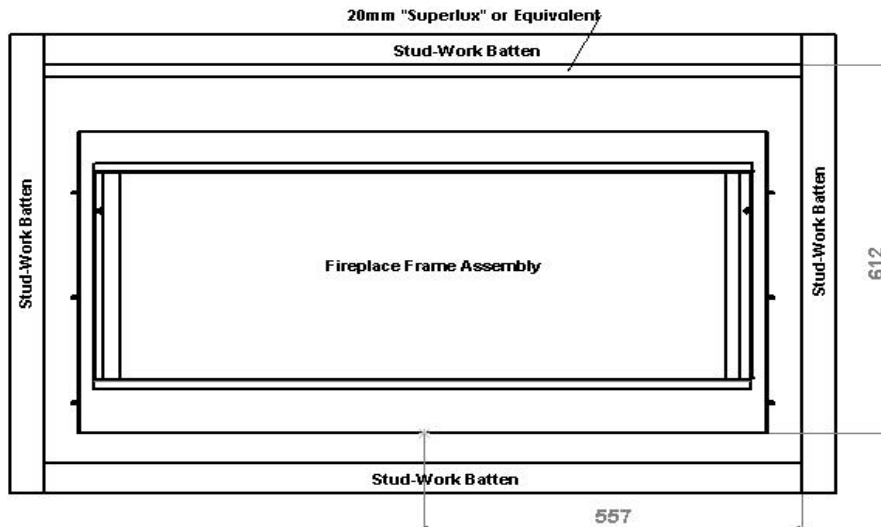 20mm "Superlux" or Equivalent
Stud-Work Batten
Stud-Work Batten
Fireplace Frame Assembly
Stud-Work Batten
612
Stud-Work Batten
557